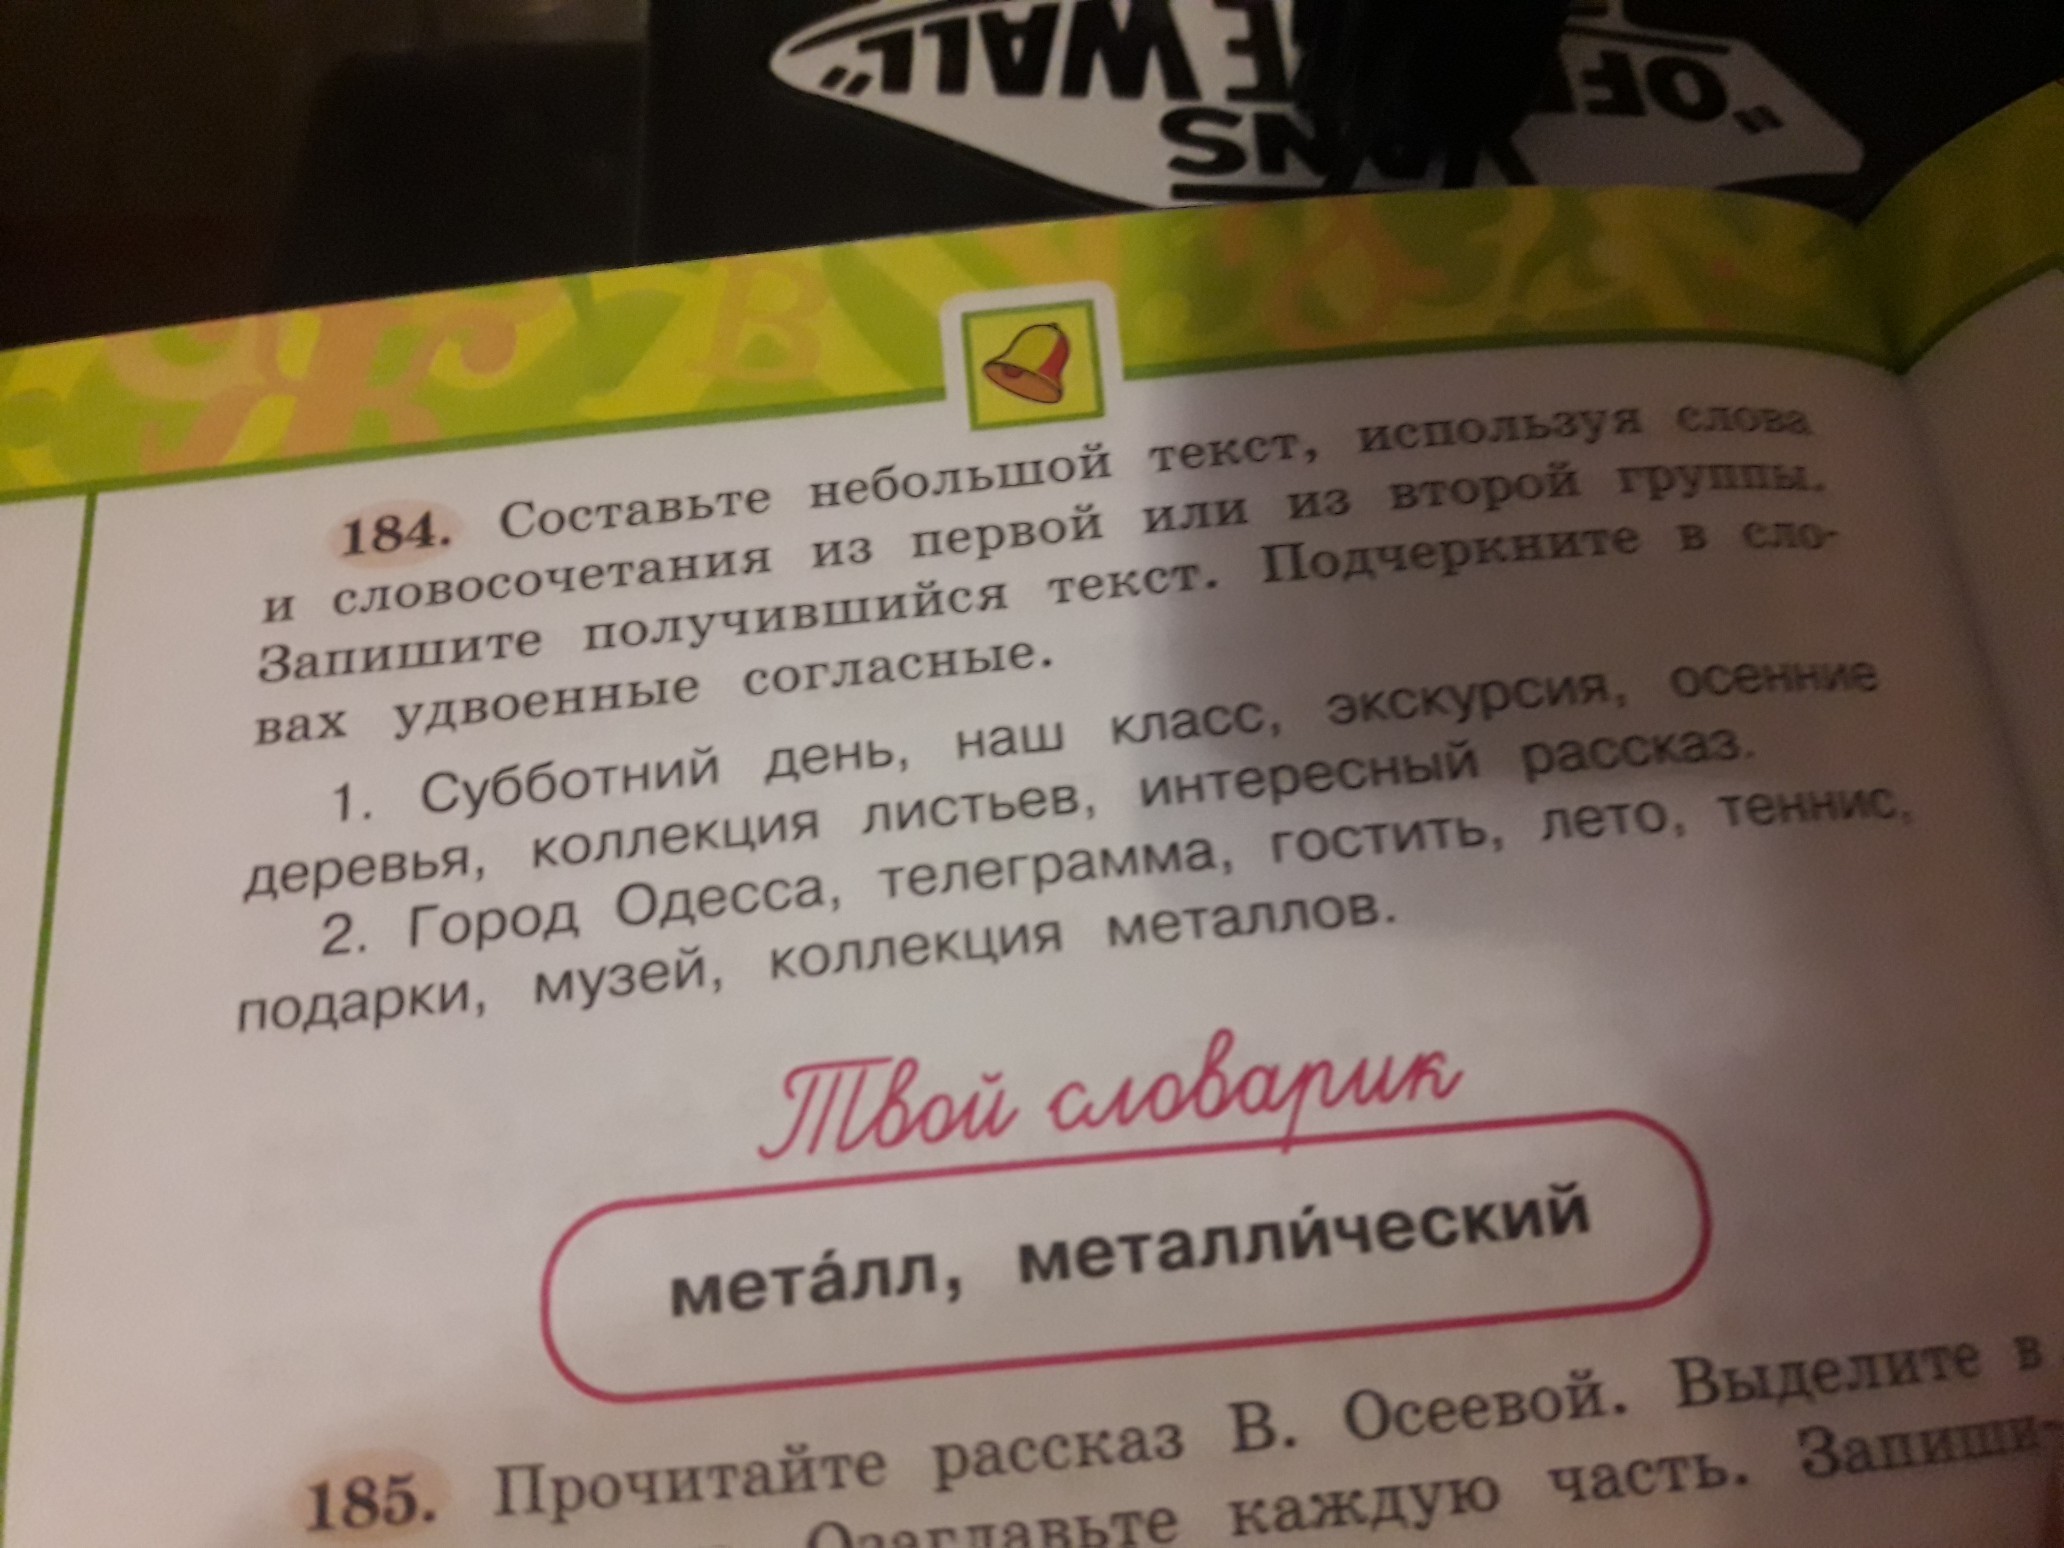 "OFF THE WALL"
VANS
184. Составьте небольшой текст, используя слова
и словосочетания из первой или из второй группы.
Запишите получившийся текст. Подчеркните в сло-
вах удвоенные согласные.
1. Субботний день, наш класс, экскурсия, осенние
деревья, коллекция листьев, интересный рассказ.
2. Город Одесса, телеграмма, гостить, лето, теннис,
подарки, музей, коллекция металлов.
Твой словарик
мета́лл, металли́ческий
185. Прочитайте рассказ В. Осеевой. Выделите в
Озаглавьте каждую часть. Запиши-